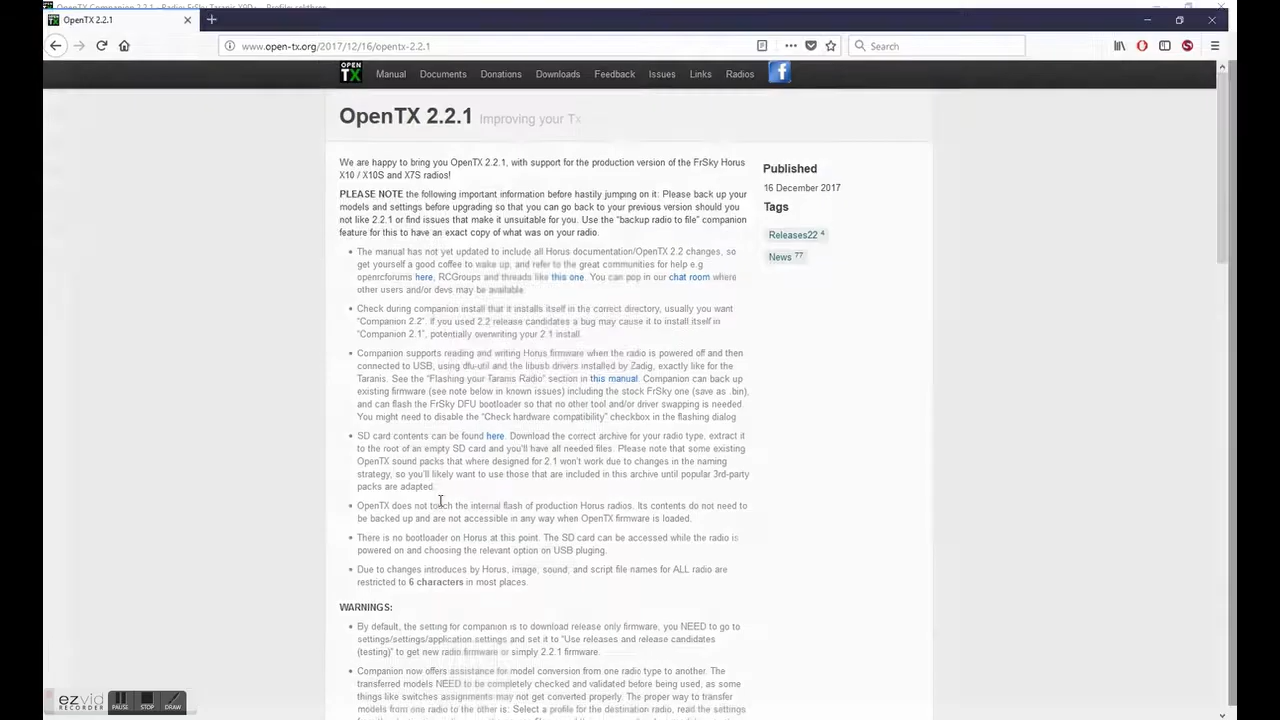 OpenTX Companion 2.2.1 - Radio: FrSky Taranis X9D+ - Profile:
OpenTX 2.2.1
www.open-tx.org/2017/12/16/opentx-2.2.1
Search
OPEN TX
Manual Documents Donations Downloads Feedback Issues Links Radios
OpenTX 2.2.1 Improving your Tx
We are happy to bring you OpenTX 2.2.1, with support for the production version of the FrSky Horus
X10 / X10S and X7S radios!
PLEASE NOTE the following important information before hastily jumping on it: Please back up your
models and settings before upgrading so that you can go back to your previous version should you
not like 2.2.1 or find issues that make it unsuitable for you. Use the “backup radio to file” companion
feature for this to have an exact copy of what was on your radio.
• The manual has not yet updated to include all Horus documentation/OpenTX 2.2 changes, so
get yourself a good coffee to wake up, and refer to the great communities for help e.g
openrcforums here, RCGroups and threads like this one. You can pop in our chat room where
other users and/or devs may be available.
• Check during companion install that it installs itself in the correct directory, usually you want
“Companion 2.2”. If you used 2.2 release candidates a bug may cause it to install itself in
“Companion 2.1”, potentially overwriting your 2.1 install.
• Companion supports reading and writing Horus firmware when the radio is powered off and then
connected to USB, using dfu-util and the libusb drivers installed by Zadig, exactly like for the
Taranis. See the “Flashing your Taranis Radio” section in this manual. Companion can back up
existing firmware (see note below in known issues) including the stock FrSky one (save as .bin),
and can flash the FrSky DFU bootloader so that no other tool and/or driver swapping is needed.
You might need to disable the “Check hardware compatibility” checkbox in the flashing dialog
• SD card contents can be found here. Download the correct archive for your radio type, extract it
to the root of an empty SD card and you'll have all needed files. Please note that some existing
OpenTX sound packs that where designed for 2.1 won't work due to changes in the naming
strategy, so you'll likely want to use those that are included in this archive until popular 3rd-party
packs are adapted.
• OpenTX does not touch the internal flash of production Horus radios. Its contents do not need to
be backed up and are not accessible in any way when OpenTX firmware is loaded.
• There is no bootloader on Horus at this point. The SD card can be accessed while the radio is
powered on and choosing the relevant option on USB pluging.
• Due to changes introduces by Horus, image, sound, and script file names for ALL radio are
restricted to 6 characters in most places.
WARNINGS:
• By default, the setting for companion is to download release only firmware, you NEED to go to
settings/settings/application settings and set it to “Use releases and release candidates
(testing)” to get new radio firmware or simply 2.2.1 firmware.
• Companion now offers assistance for model conversion from one radio type to another. The
transferred models NEED to be completely checked and validated before being used, as some
things like switches assignments may not get converted properly. The proper way to transfer
models from one radio to the other is: Select a profile for the destination radio, read the settings
Published
16 December 2017
Tags
Releases22 4
News 77
ezvid
RECORDER
PAUSE STOP DRAW